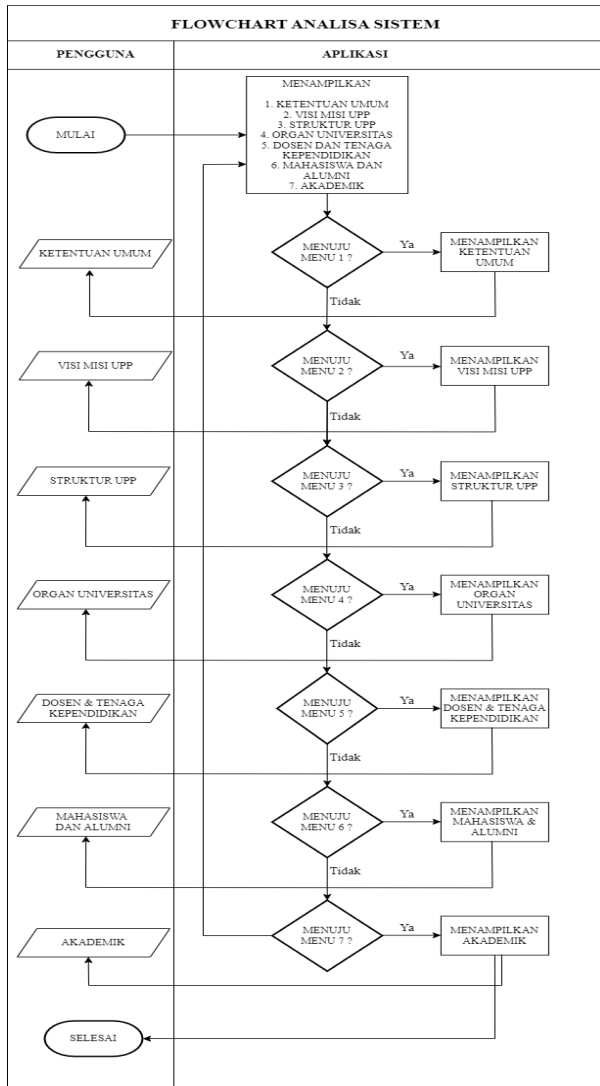 FLOWCHART ANALISA SISTEM
PENGGUNA
APLIKASI
MULAI
MENAMPILKAN
1. KETENTUAN UMUM
2. VISI MISI UPP
3. STRUKTUR UPP
4. ORGAN UNIVERSITAS
5. DOSEN DAN TENAGA
KEPENDIDIKAN
6. MAHASISWA DAN
ALUMNI
7. AKADEMIK
KETENTUAN UMUM
MENUJU
MENU 1 ?
Ya
MENAMPILKAN
KETENTUAN
UMUM
Tidak
VISI MISI UPP
MENUJU
MENU 2 ?
Ya
MENAMPILKAN
VISI MISI UPP
Tidak
STRUKTUR UPP
MENUJU
MENU 3 ?
Ya
MENAMPILKAN
STRUKTUR UPP
Tidak
ORGAN UNIVERSITAS
MENUJU
MENU 4 ?
Ya
MENAMPILKAN
ORGAN
UNIVERSITAS
Tidak
DOSEN & TENAGA
KEPENDIDIKAN
MENUJU
MENU 5 ?
Ya
MENAMPILKAN
DOSEN & TENAGA
KEPENDIDIKAN
Tidak
MAHASISWA
DAN ALUMNI
MENUJU
MENU 6 ?
Ya
MENAMPILKAN
MAHASISWA &
ALUMNI
Tidak
AKADEMIK
MENUJU
MENU 7 ?
Ya
MENAMPILKAN
AKADEMIK
SELESAI